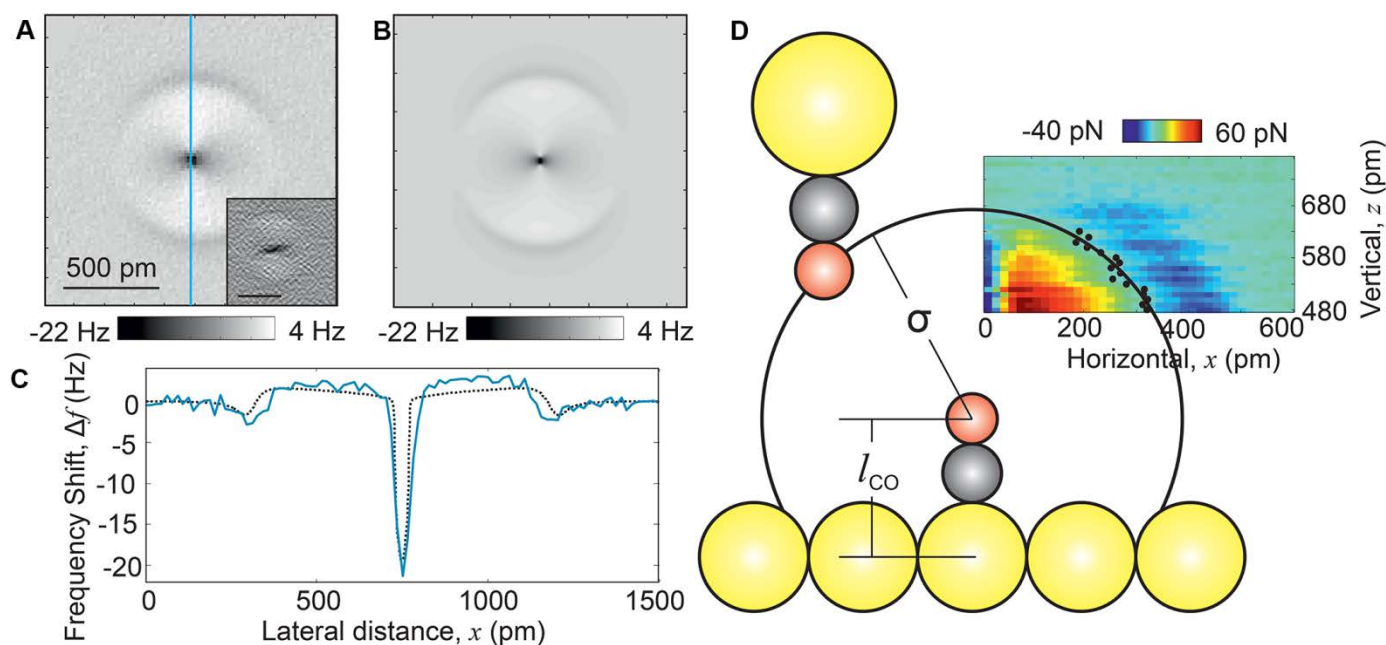 A
500 pm
-22 Hz
4 Hz
B
-22 Hz
4 Hz
C
Frequency Shift, Δf (Hz)
0
-5
-10
-15
-20
0
500
1000
1500
Lateral distance, x (pm)
D
-40 pN
60 pN
680
580
480
Vertical, z (pm)
0
200
400
600
Horizontal, x (pm)
σ
lCO